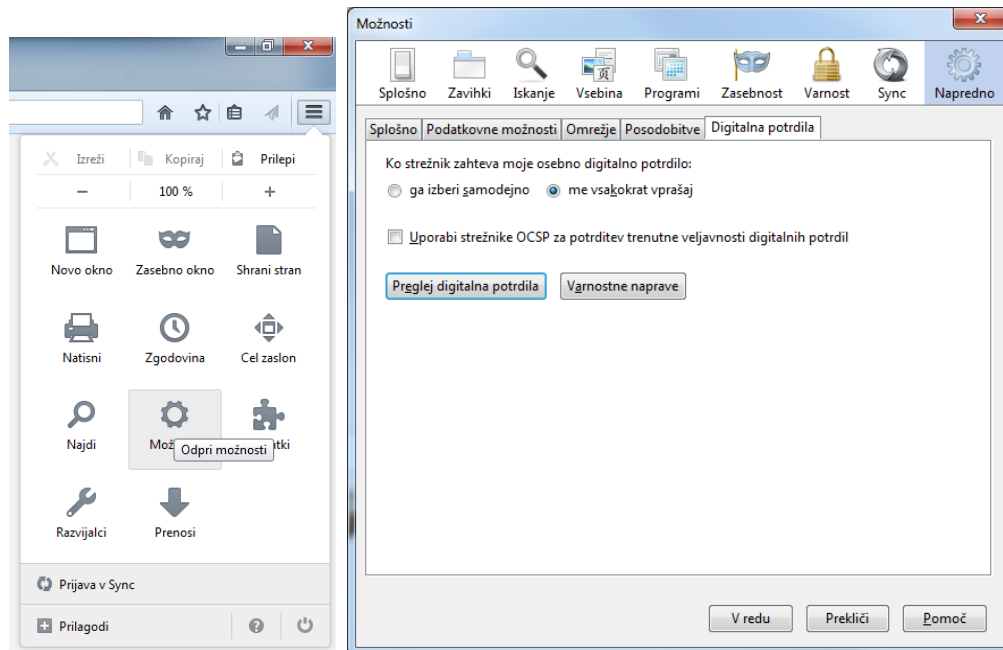 Izreži Kopiraj Prilepi
− 100 % +
Novo okno Zasebno okno Shrani stran
Natisni Zgodovina Cel zaslon
Najdi
Odpri možnosti
Razvijalci Prenosi
Prijava v Sync
Prilagodi
Možnosti
Splošno Zavihki Iskanje Vsebina Programi Zasebnost Varnost Sync Napredno
Splošno Podatkovne možnosti Omrežje Posodobitve Digitalna potrdila
Ko strežnik zahteva moje osebno digitalno potrdilo:
ga izberi samodejno me vsakokrat vprašaj
Uporabi strežnike OCSP za potrditev trenutne veljavnosti digitalnih potrdil
Preglej digitalna potrdila Varnostne naprave
V redu Prekliči Pomoč